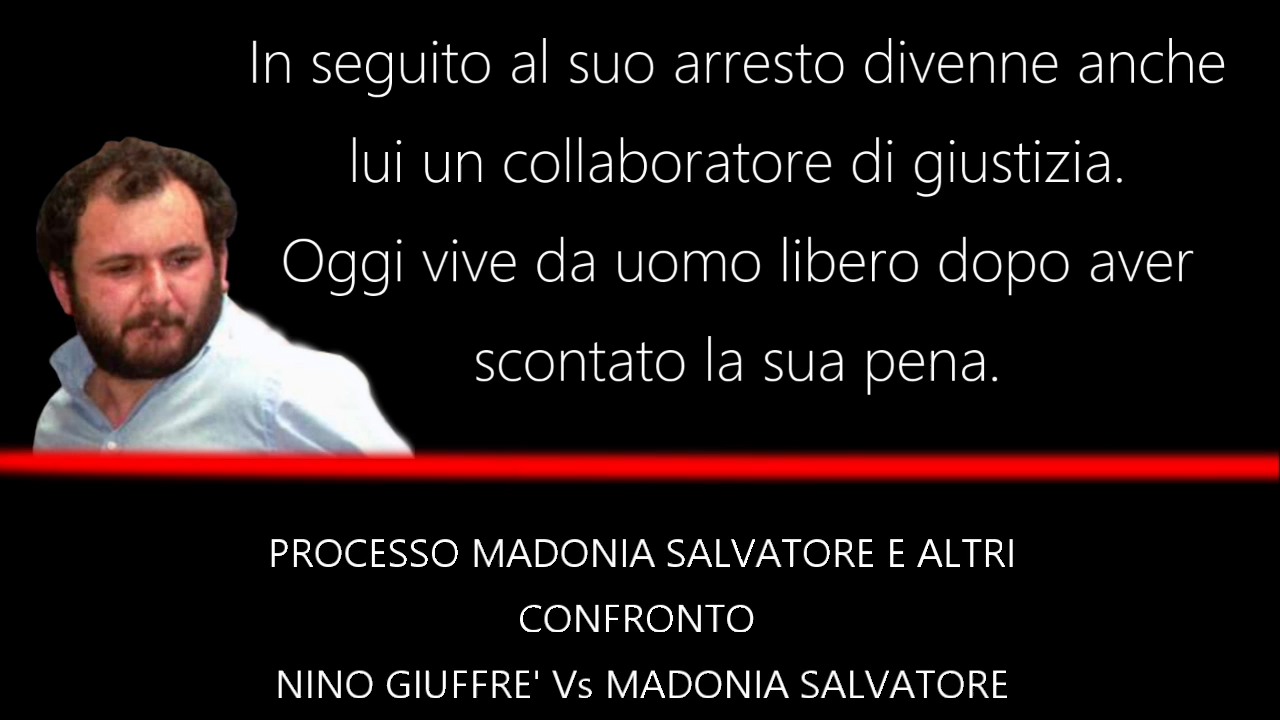 In seguito al suo arresto divenne anche
lui un collaboratore di giustizia.
Oggi vive da uomo libero dopo aver
scontato la sua pena.
PROCESSO MADONIA SALVATORE E ALTRI
CONFRONTO
NINO GIUFFRE' Vs MADONIA SALVATORE